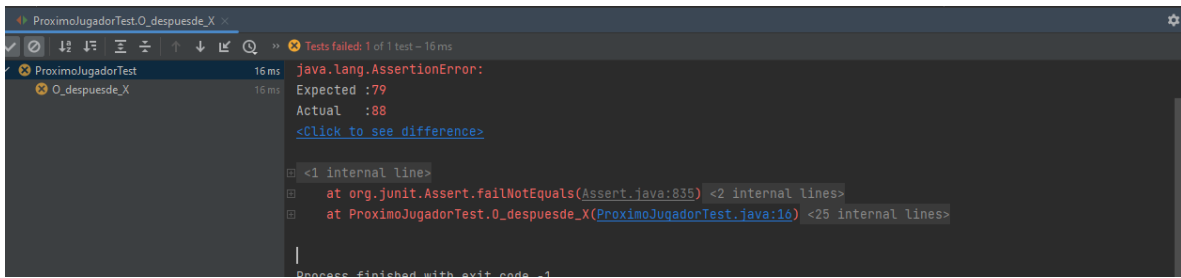 ProximoJugadorTest.O_despuesde_X ×
» Tests failed: 1 of 1 test – 16 ms
ProximoJugadorTest 16 ms
O_despuesde_X 16 ms
java.lang.AssertionError:
Expected :79
Actual   :88
<Click to see difference>
<1 internal line>
at org.junit.Assert.failNotEquals(Assert.java:835) <2 internal lines>
at ProximoJugadorTest.O_despuesde_X(ProximoJugadorTest.java:16) <25 internal lines>
Process finished with exit code -1